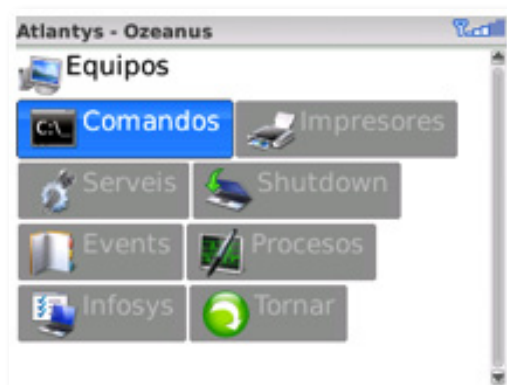 Atlantys - Ozeanus
Equipos
C:\_ Comandos Impresores
Serveis Shutdown
Events Procesos
Infosys Tornar